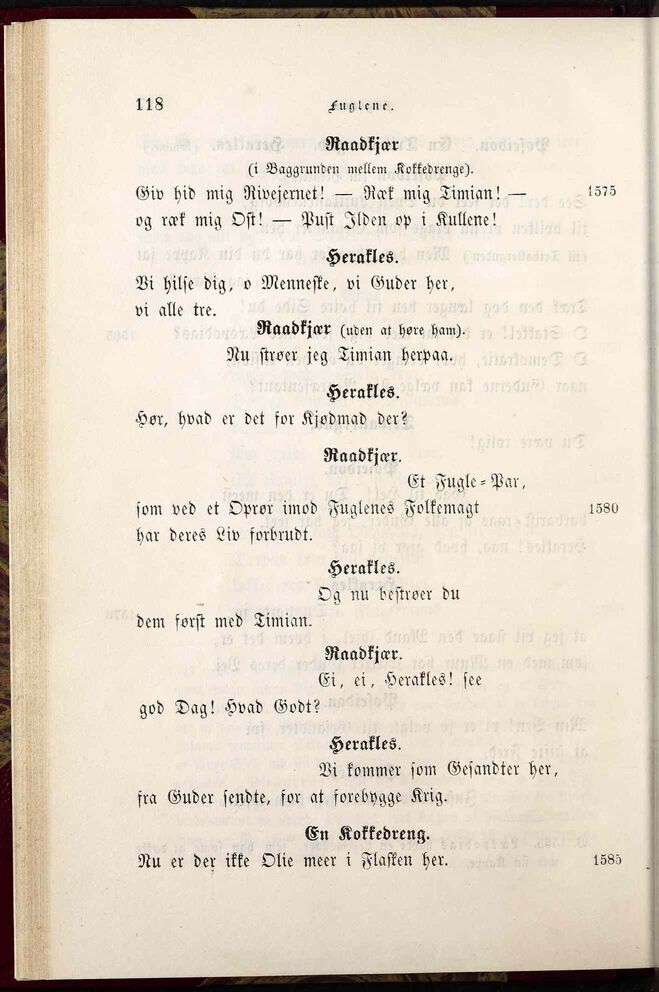 118
Fuglene.
Raadkjær
(i Baggrunden mellem Kokkedrenge).
Giv hid mig Rivejernet! — Ræk mig Timian! — 1575
og ræk mig Ost! — Pust Ilden op i Kullene!
Herakles.
Vi hilse dig, o Menneske, vi Guder her,
vi alle tre.
Raadkjær (uden at høre ham).
Nu strøer jeg Timian herpaa.
Herakles.
Hør, hvad er det for Kjødmad der?
Raadkjær.
Et Fugle-Par,
som ved et Oprør imod Fuglenes Folkemagt 1580
har deres Liv forbrudt.
Herakles.
Og nu bestrøer du
dem først med Timian.
Raadkjær.
Ei, ei, Herakles! see
god Dag! Hvad Godt?
Herakles.
Vi kommer som Gesandter her,
fra Guder sendte, for at forebygge Krig.
En Kokkedreng.
Nu er der ikke Olie meer i Flasken her. 1585